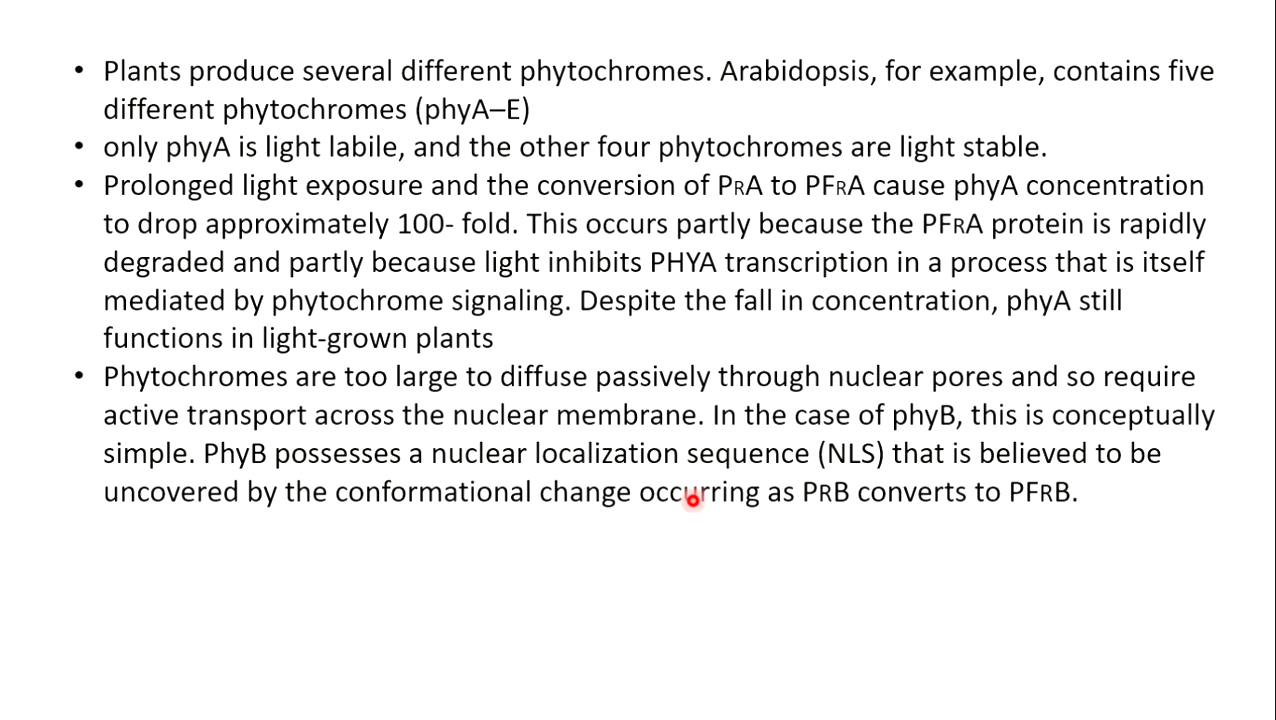 • Plants produce several different phytochromes. Arabidopsis, for example, contains five
different phytochromes (phyA–E)
• only phyA is light labile, and the other four phytochromes are light stable.
• Prolonged light exposure and the conversion of PRA to PFRA cause phyA concentration
to drop approximately 100- fold. This occurs partly because the PFRA protein is rapidly
degraded and partly because light inhibits PHYA transcription in a process that is itself
mediated by phytochrome signaling. Despite the fall in concentration, phyA still
functions in light-grown plants
• Phytochromes are too large to diffuse passively through nuclear pores and so require
active transport across the nuclear membrane. In the case of phyB, this is conceptually
simple. PhyB possesses a nuclear localization sequence (NLS) that is believed to be
uncovered by the conformational change occurring as PRB converts to PFRB.